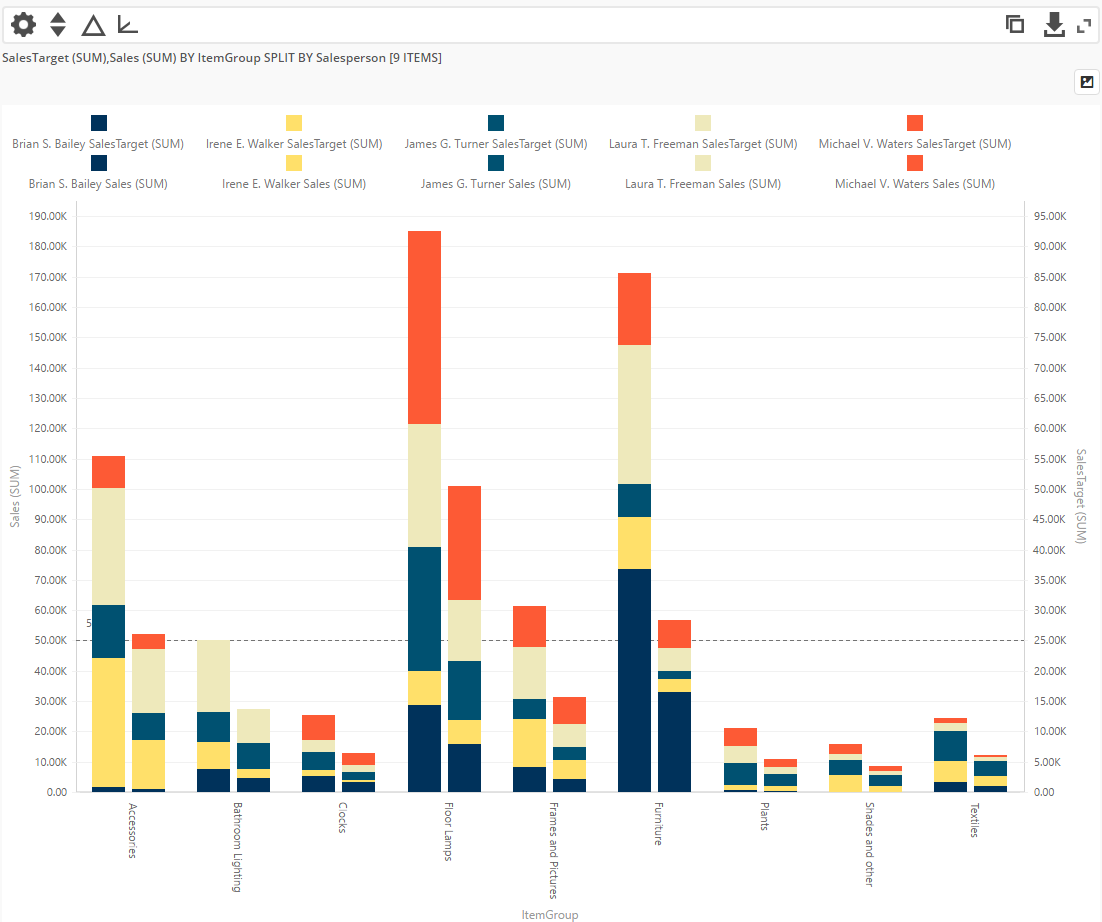 SalesTarget (SUM),Sales (SUM) BY ItemGroup SPLIT BY Salesperson [9 ITEMS]
Brian S. Bailey SalesTarget (SUM) Irene E. Walker SalesTarget (SUM) James G. Turner SalesTarget (SUM) Laura T. Freeman SalesTarget (SUM) Michael V. Waters SalesTarget (SUM)
Brian S. Bailey Sales (SUM) Irene E. Walker Sales (SUM) James G. Turner Sales (SUM) Laura T. Freeman Sales (SUM) Michael V. Waters Sales (SUM)
190.00K 95.00K
180.00K 90.00K
170.00K 85.00K
160.00K 80.00K
150.00K 75.00K
140.00K 70.00K
130.00K 65.00K
120.00K 60.00K
110.00K 55.00K
100.00K 50.00K
90.00K 45.00K
80.00K 40.00K
70.00K 35.00K
60.00K 30.00K
5
50.00K 25.00K
40.00K 20.00K
30.00K 15.00K
20.00K 10.00K
10.00K 5.00K
0.00 0.00
Sales (SUM)
SalesTarget (SUM)
Accessories
Bathroom Lighting
Clocks
Floor Lamps
Frames and Pictures
Furniture
Plants
Shades and other
Textiles
ItemGroup